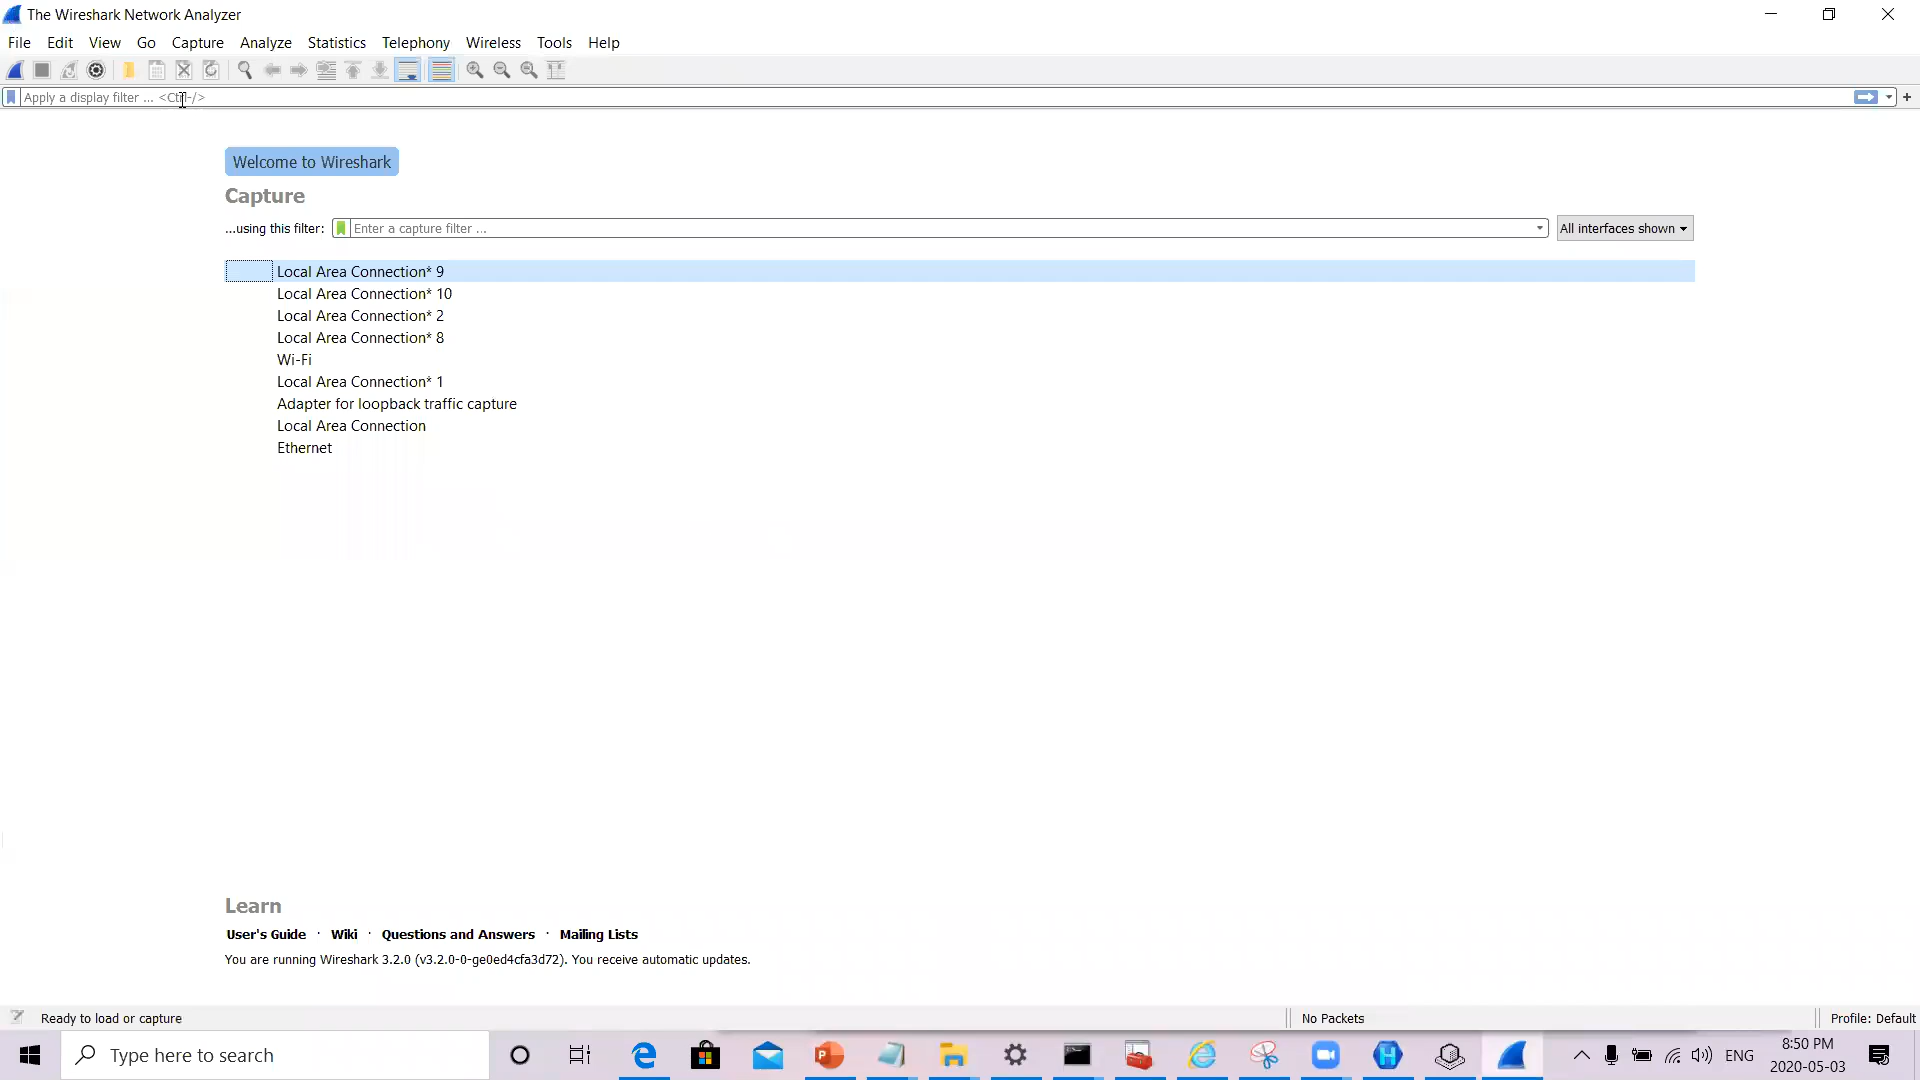 The Wireshark Network Analyzer
File Edit View Go Capture Analyze Statistics Telephony Wireless Tools Help
Apply a display filter ... <Ctrl-/>
Welcome to Wireshark
Capture
...using this filter: Enter a capture filter ... All interfaces shown
Local Area Connection* 9
Local Area Connection* 10
Local Area Connection* 2
Local Area Connection* 8
Wi-Fi
Local Area Connection* 1
Adapter for loopback traffic capture
Local Area Connection
Ethernet
Learn
User's Guide · Wiki · Questions and Answers · Mailing Lists
You are running Wireshark 3.2.0 (v3.2.0-0-ge0ed4cfa3d72). You receive automatic updates.
Ready to load or capture No Packets Profile: Default
Type here to search ENG 8:50 PM
2020-05-03